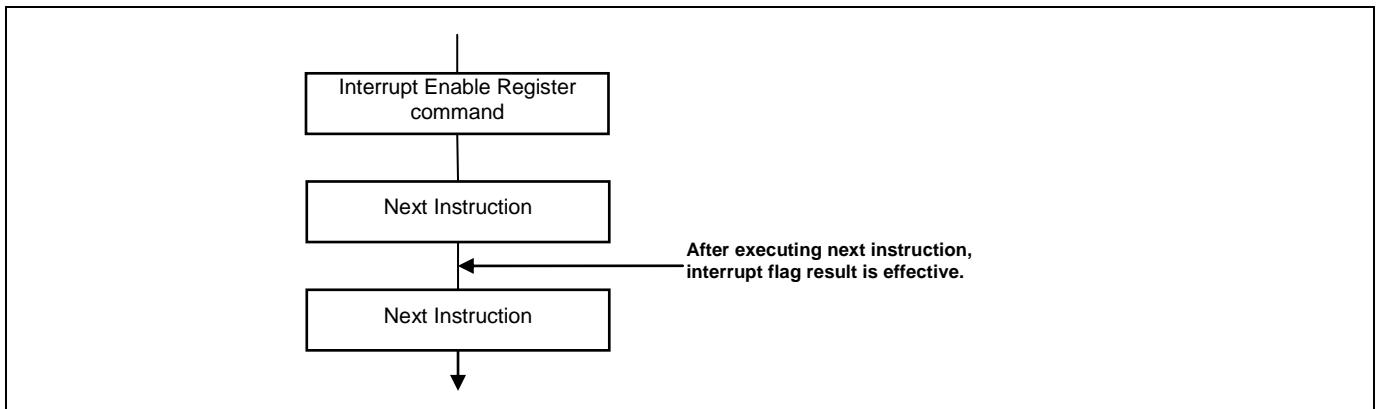 Interrupt Enable Register
command
Next Instruction
After executing next instruction,
interrupt flag result is effective.
Next Instruction